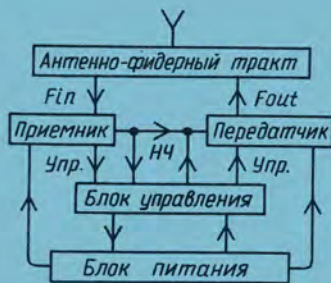 Антенно-фидерный тракт
Fin Fout
Приемник Передатчик
НЧ
Упр. Упр.
Блок управления
Блок питания